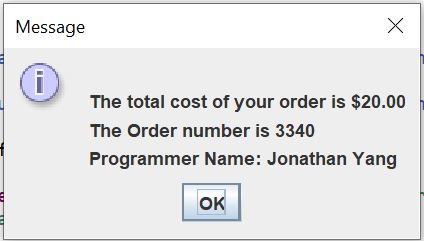 Message
The total cost of your order is $20.00
The Order number is 3340
Programmer Name: Jonathan Yang
OK